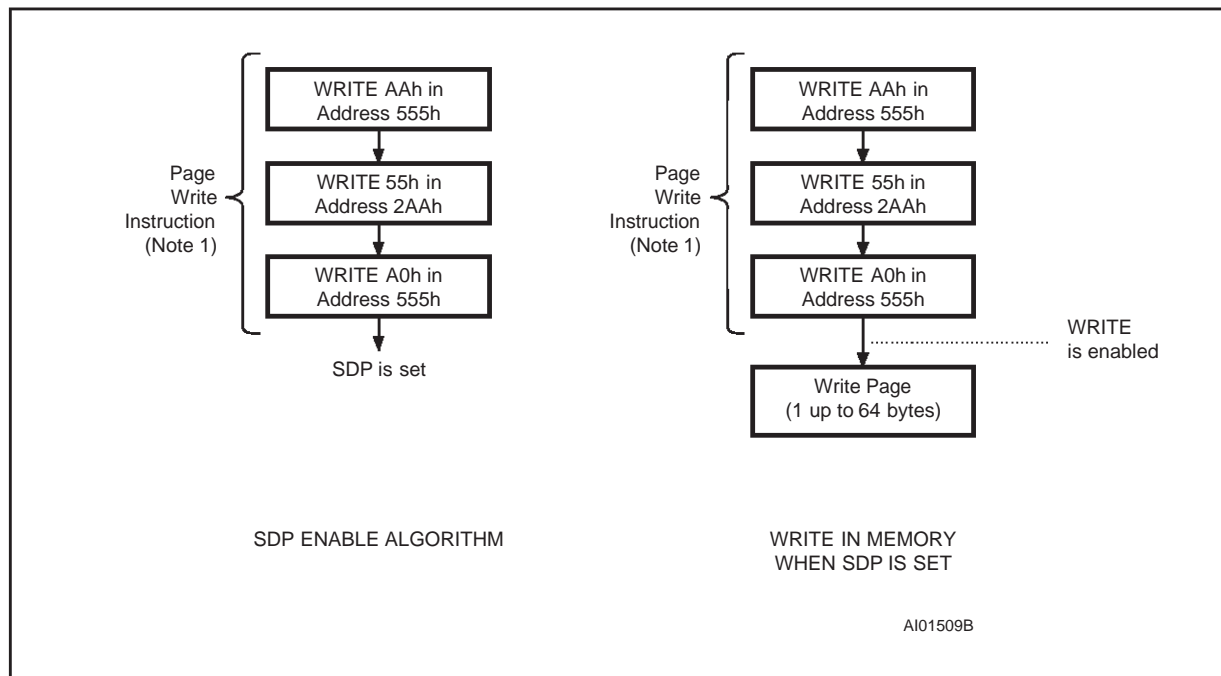 Page
Write
Instruction
(Note 1)
WRITE AAh in
Address 555h
WRITE 55h in
Address 2AAh
WRITE A0h in
Address 555h
SDP is set
SDP ENABLE ALGORITHM
Page
Write
Instruction
(Note 1)
WRITE AAh in
Address 555h
WRITE 55h in
Address 2AAh
WRITE A0h in
Address 555h
WRITE
is enabled
Write Page
(1 up to 64 bytes)
WRITE IN MEMORY
WHEN SDP IS SET
AI01509B